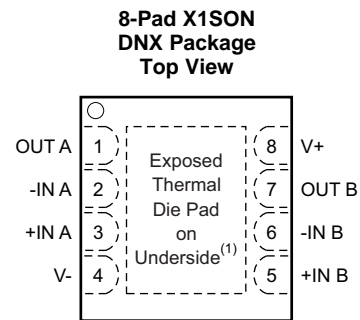 8-Pad X1SON
DNX Package
Top View
OUT A 1
-IN A 2
+IN A 3
V- 4
Exposed
Thermal
Die Pad
on
Underside(1)
8 V+
7 OUT B
6 -IN B
5 +IN B